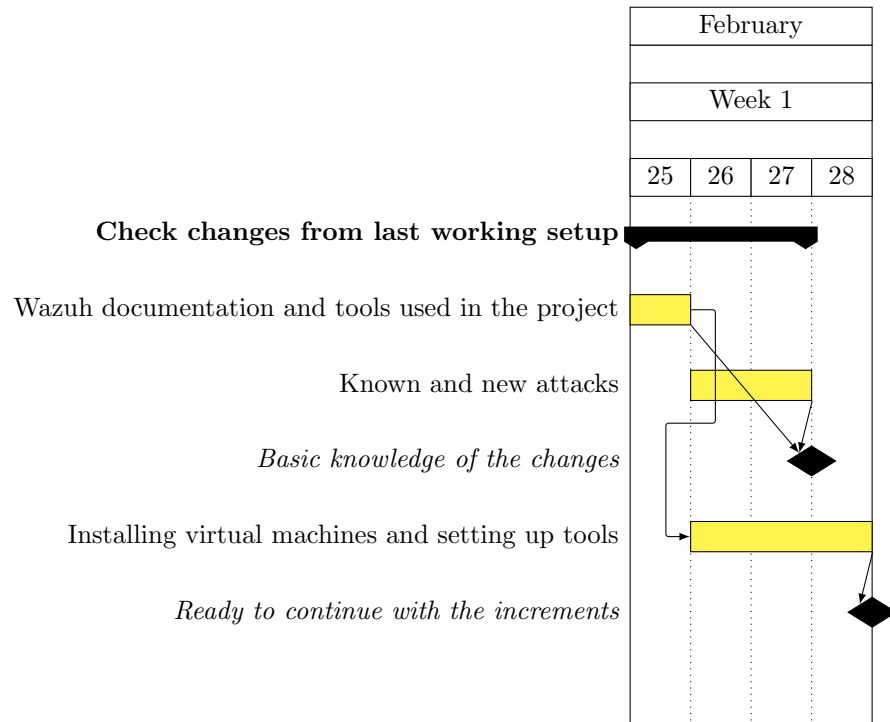 February
Week 1
25 26 27 28
Check changes from last working setup
Wazuh documentation and tools used in the project
Known and new attacks
Basic knowledge of the changes
Installing virtual machines and setting up tools
Ready to continue with the increments